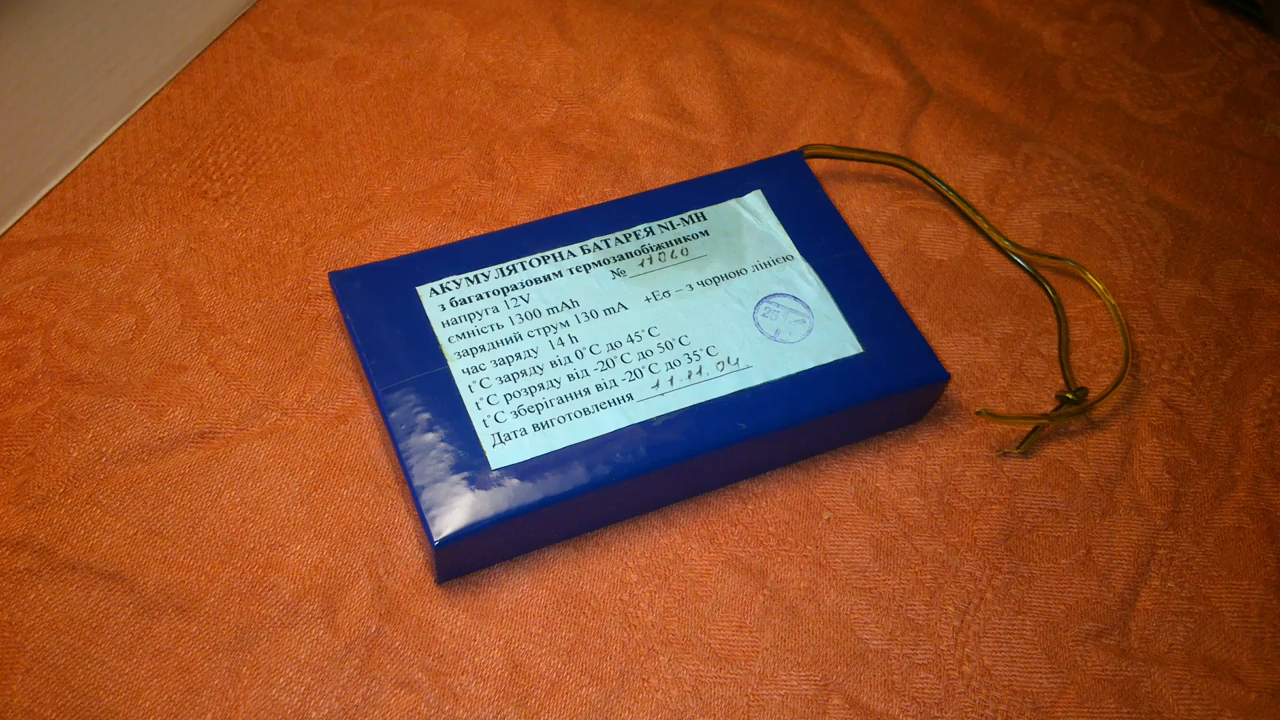 АКУМУЛЯТОРНА БАТАРЕЯ NI-MH
з багаторазовим термозапобіжником
№ 11060
напруга 12V
ємність 1300 mAh
зарядний струм 130 mA +Eσ – з чорною лінією
час заряду 14 h
t°C заряду від 0°C до 45°C
t°C розряду від -20°C до 50°C
t°C зберігання від -20°C до 35°C
Дата виготовлення 11.11.04
25